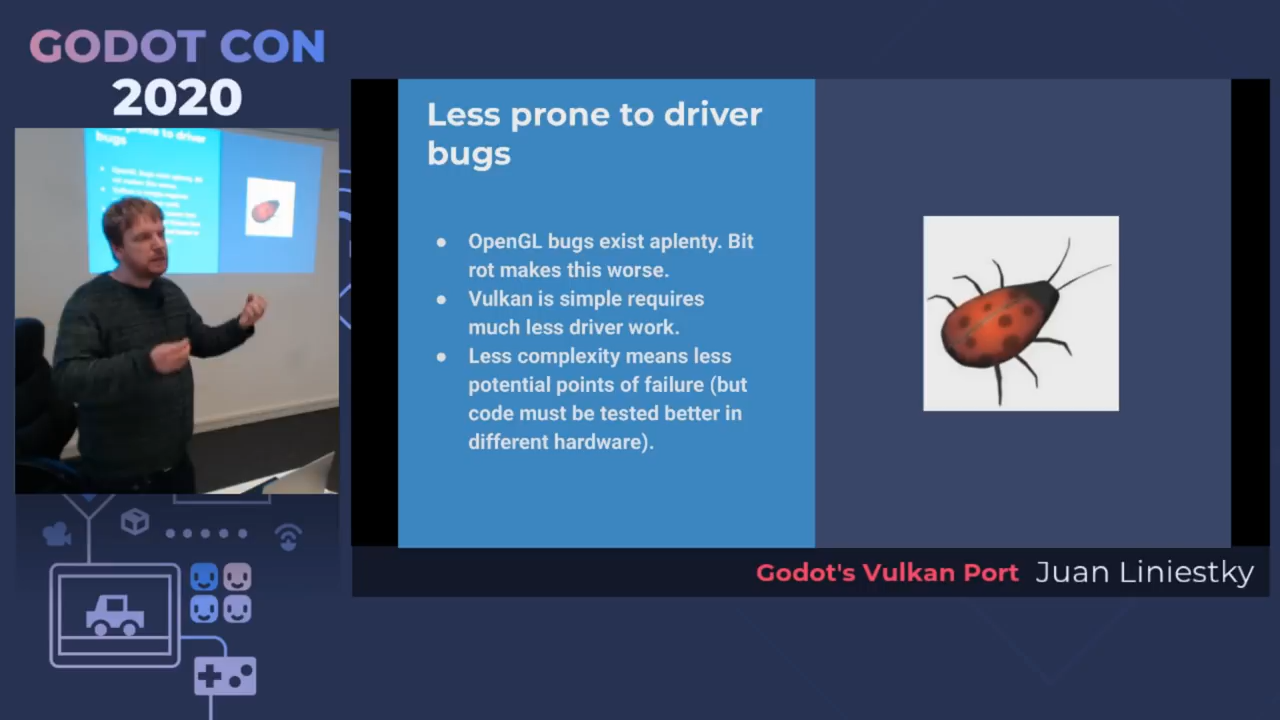 GODOT CON
2020
Less prone to driver
bugs
● OpenGL bugs exist aplenty. Bit
rot makes this worse.
● Vulkan is simple requires
much less driver work.
● Less complexity means less
potential points of failure (but
code must be tested better in
different hardware).
Godot's Vulkan Port Juan Liniestky